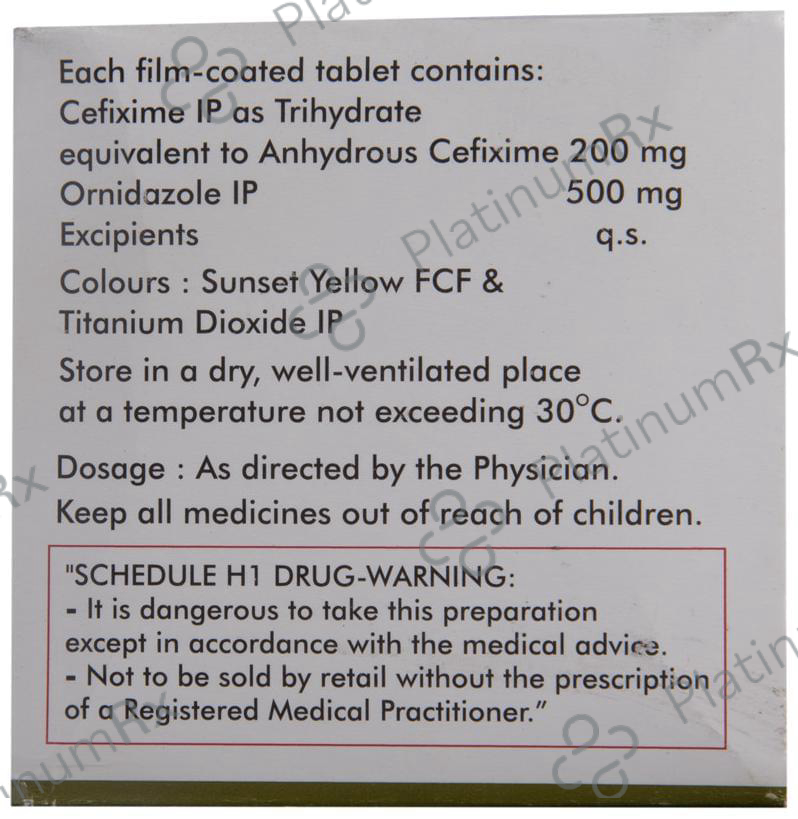 Each film-coated tablet contains:
Cefixime IP as Trihydrate
equivalent to Anhydrous Cefixime 200 mg
Ornidazole IP 500 mg
Excipients q.s.
Colours : Sunset Yellow FCF &
Titanium Dioxide IP
Store in a dry, well-ventilated place
at a temperature not exceeding 30°C.
Dosage : As directed by the Physician.
Keep all medicines out of reach of children.
"SCHEDULE H1 DRUG-WARNING:
- It is dangerous to take this preparation
except in accordance with the medical advice.
- Not to be sold by retail without the prescription
of a Registered Medical Practitioner."
PlatinumRx
PlatinumRx